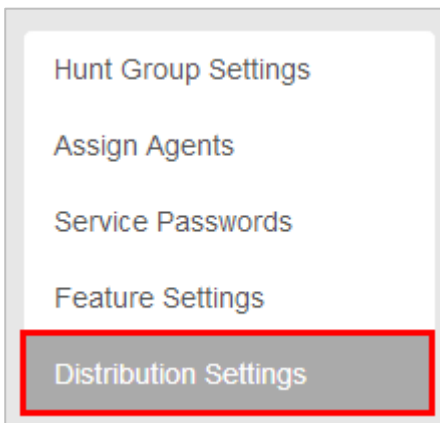 Hunt Group Settings
Assign Agents
Service Passwords
Feature Settings
Distribution Settings